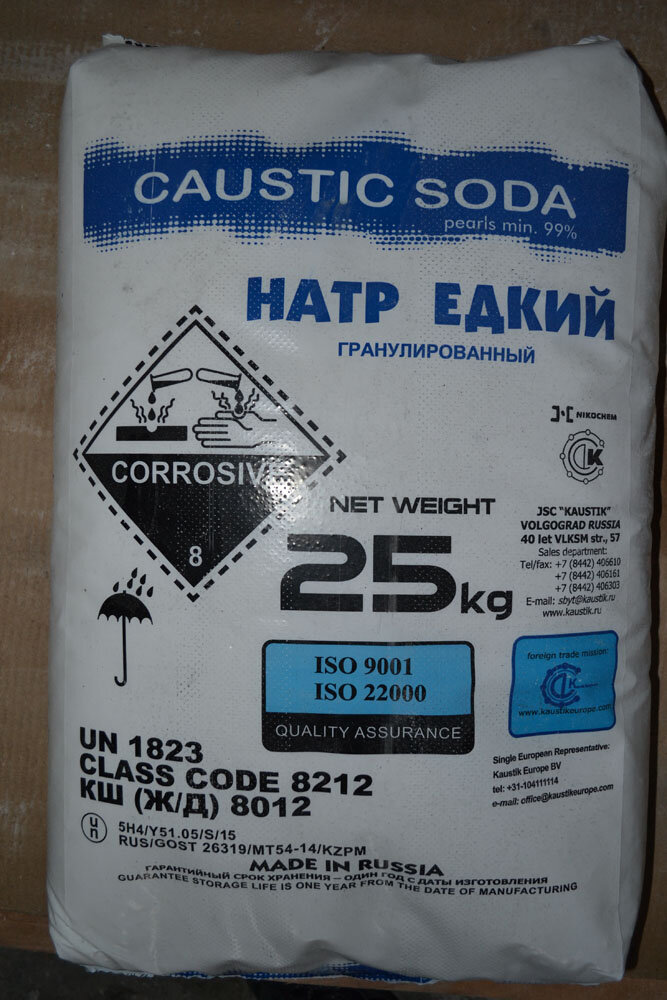 CAUSTIC SODA
pearls min. 99%
НАТР ЕДКИЙ
ГРАНУЛИРОВАННЫЙ
CORROSIVE
8
NIKOCHEM
NET WEIGHT
25 kg
JSC "KAUSTIK"
VOLGOGRAD RUSSIA
40 let VLKSM str., 57
Sales department:
Tel/fax: +7 (8442) 406610
+7 (8442) 406161
+7 (8442) 406303
E-mail: sbyt@kaustik.ru
www.kaustik.ru
ISO 9001
ISO 22000
QUALITY ASSURANCE
foreign trade mission:
www.kaustikeurope.com
Single European Representative:
Kaustik Europe BV
tel: +31-104111114
e-mail: office@kaustikeurope.com
UN 1823
CLASS CODE 8212
КШ (Ж/Д) 8012
un
5H4/Y51.05/S/15
RUS/GOST 26319/MT54-14/KZPM
MADE IN RUSSIA
ГАРАНТИЙНЫЙ СРОК ХРАНЕНИЯ – ОДИН ГОД С ДАТЫ ИЗГОТОВЛЕНИЯ
GUARANTEE STORAGE LIFE IS ONE YEAR FROM THE DATE OF MANUFACTURING